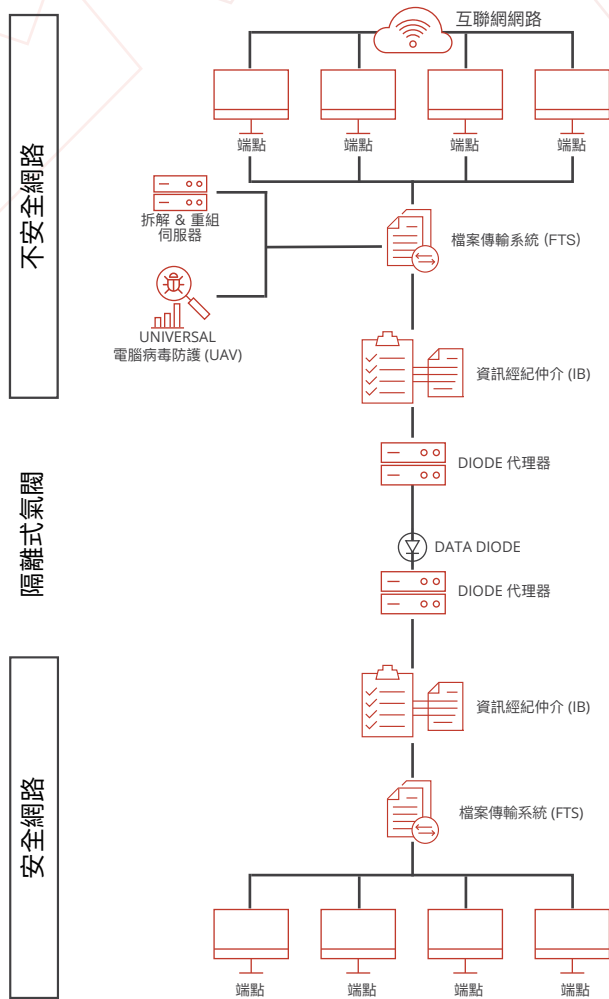 互聯網網路
端點
端點
端點
端點
不安全網路
拆解 & 重組
伺服器
檔案傳輸系統 (FTS)
UNIVERSAL
電腦病毒防護 (UAV)
資訊經紀仲介 (IB)
隔離式氣閥
DIODE 代理器
DATA DIODE
DIODE 代理器
安全網路
資訊經紀仲介 (IB)
檔案傳輸系統 (FTS)
端點
端點
端點
端點